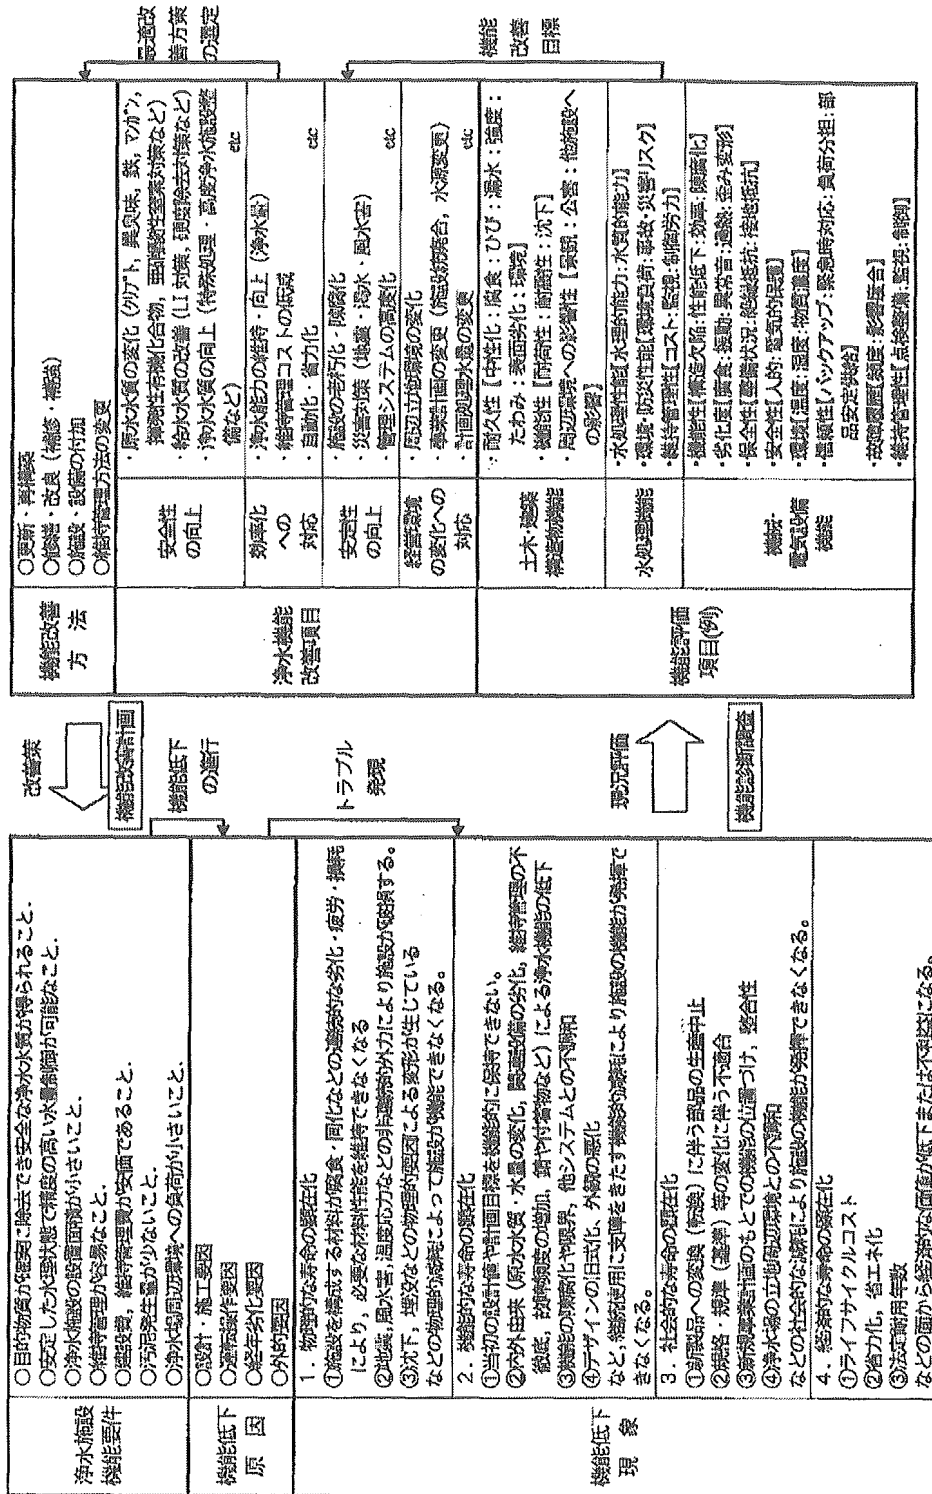 浄水施設
機能要件
○目的物質が確実に除去でき安全な浄水水質が得られること.
○安定した水理状態で精度の高い水量制御が可能なこと.
○浄水施設の設置面積が小さいこと.
○維持管理が容易なこと.
○建設費, 維持管理費が安価であること.
○汚泥発生量が少ないこと.
○浄水場周辺環境への負荷が小さいこと.
機能低下
原 因
○設計・施工要因
○運転操作要因
○経年劣化要因
○外的要因
機能低下
現 象
1. 物理的な寿命の顕在化
①施設を構成する材料が腐食・固化などの連続的な劣化・疲労・損耗
により, 必要な材料性能を維持できなくなる
②地震, 風水害, 温度応力などの非連続的外力により施設が破損する。
③沈下, 埋没などの物理的要因による変形が生じている
などの物理的減耗によって施設が機能できなくなる。
2. 機能的な寿命の顕在化
①当初の設計値や計画目標を機能的に保持できない。
②内外由来(原水水質, 水量の変化, 関連設備の劣化, 維持管理の不
徹底, 故障頻度の増加, 錆や付着物など)による浄水機能の低下
③機能の陳腐化や限界, 他システムとの不調和
④デザインの旧式化、外観の悪化
など, 継続使用に支障をきたす機能的減耗により施設の機能が発揮で
きなくなる。
3. 社会的な寿命の顕在化
①新製品への変換(転換)に伴う部品の生産中止
②規格・規準(基準)等の変化に伴う不適合
③新規事業計画のもとでの機能の位置づけ, 整合性
④浄水場の立地周辺環境との不調和
などの社会的な減耗により施設の機能が発揮できなくなる。
4. 経済的な寿命の顕在化
①ライフサイクルコスト
②省力化, 省エネ化
③法定耐用年数
などの面から経済的な価値が低下または不利益になる。
改善策
機能改善計画
機能低下
の進行
トラブル
発現
現況評価
機能診断調査
機能改善
方 法
○更新・再構築
○修繕・改良(補修・補強)
○施設・設備の付加
○維持管理方法の変更
浄水機能
改善項目
安全性
の向上
・原水水質の変化(クリプト, 異臭味, 鉄, マンガン,
揮発性有機化合物, 亜硝酸性窒素対策など)
・給水水質の改善(LI 対策, 硬度除去対策など)
・浄水水質の向上(特殊処理・高度浄水施設整
備など) etc
効率化
への
対応
・浄水能力の維持・向上(浄水量)
・維持管理コストの低減
・自動化・省力化 etc
安定性
の向上
・施設の老朽化・陳腐化
・災害対策(地震・渇水・風水害)
・管理システムの高度化 etc
経営環境
の変化への
対応
・周辺立地環境の変化
・事業計画の変更(施設統廃合, 水源変更)
・計画処理水量の変更 etc
機能評価
項目(例)
土木・建築
構造物機能
・耐久性【中性化:腐食:ひび:漏水:強度:
たわみ:表面劣化:環境】
・機能性【耐荷性:耐震性:沈下】
・周辺環境への影響性【景観:公害:他施設へ
の影響】
水処理機能
・水処理性能【水理的能力:水質的能力】
・環境・防災性能【環境負荷:事故・災害リスク】
・維持管理性【コスト:監視:制御労力】
機械・
電気設備
機能
・機能性【構造欠陥:性能低下:効率:陳腐化】
・劣化度【腐食:振動:異常音:過熱:歪み変形】
・保全性【整備状況:絶縁抵抗:接地抵抗】
・安全性【人的:電気的保護】
・環境【温度:湿度:物質濃度】
・信頼性【バックアップ:緊急時対応:負荷分担:部
品安定供給】
・故障履歴【頻度:影響度合】
・維持管理性【点検整備:監視:制御】
最適改
善方策
の選定
機能
改善
目標